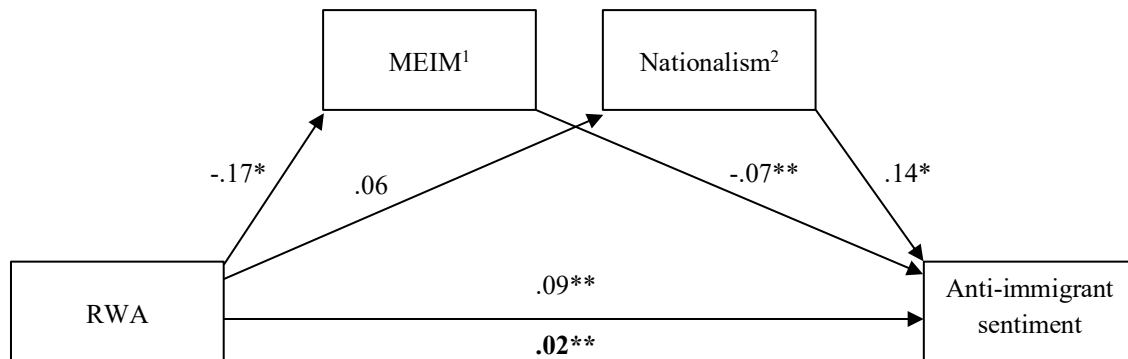 MEIM¹
Nationalism²
-.17*
.06
-.07**
.14*
RWA
.09**
.02**
Anti-immigrant
sentiment